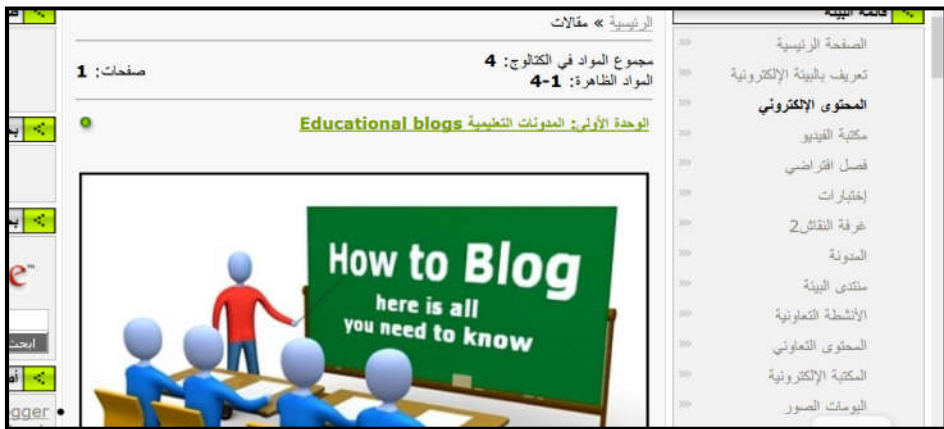 قائمة البيئة
الصفحة الرئيسية
تعريف بالبيئة الإلكترونية
المحتوى الإلكتروني
مكتبة الفيديو
فصل افتراضي
إختبارات
غرفة النقاش2
المدونة
منتدى البيئة
الأنشطة التعاونية
المحتوى التعاوني
المكتبة الإلكترونية
البومات الصور
الرئيسية » مقالات
مجموع المواد في الكتالوج: 4
صفحات: 1
المواد الظاهرة: 1-4
الوحدة الأولى: المدونات التعليمية Educational blogs
How to Blog
here is all
you need to know
ابحث